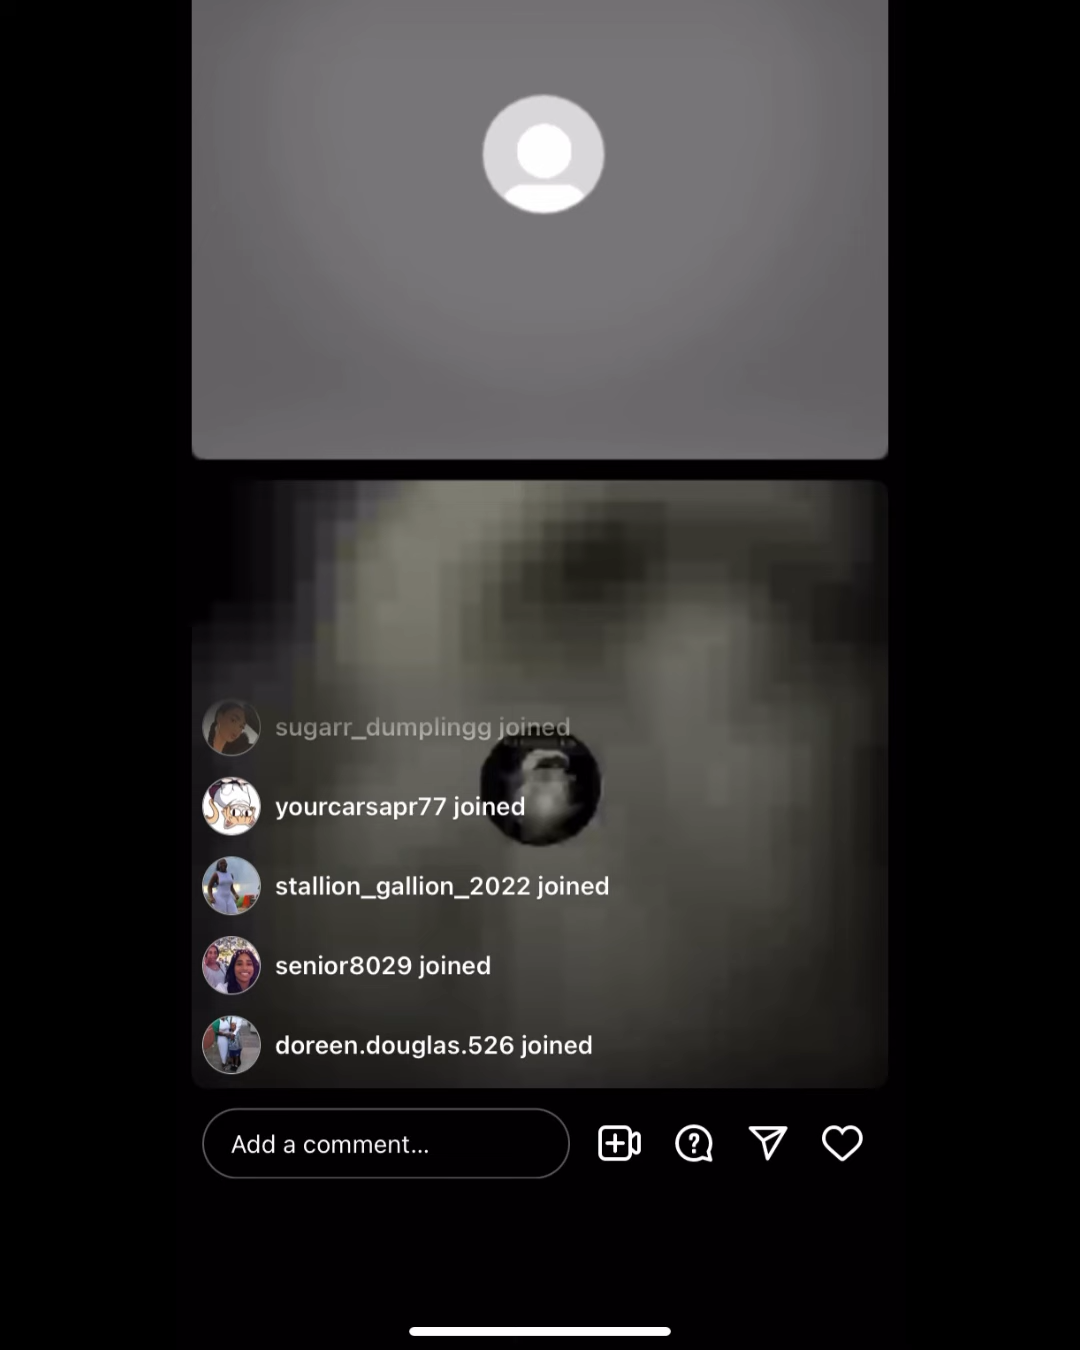 sugarr_dumplingg joined
yourcarsapr77 joined
stallion_gallion_2022 joined
senior8029 joined
doreen.douglas.526 joined
Add a comment...